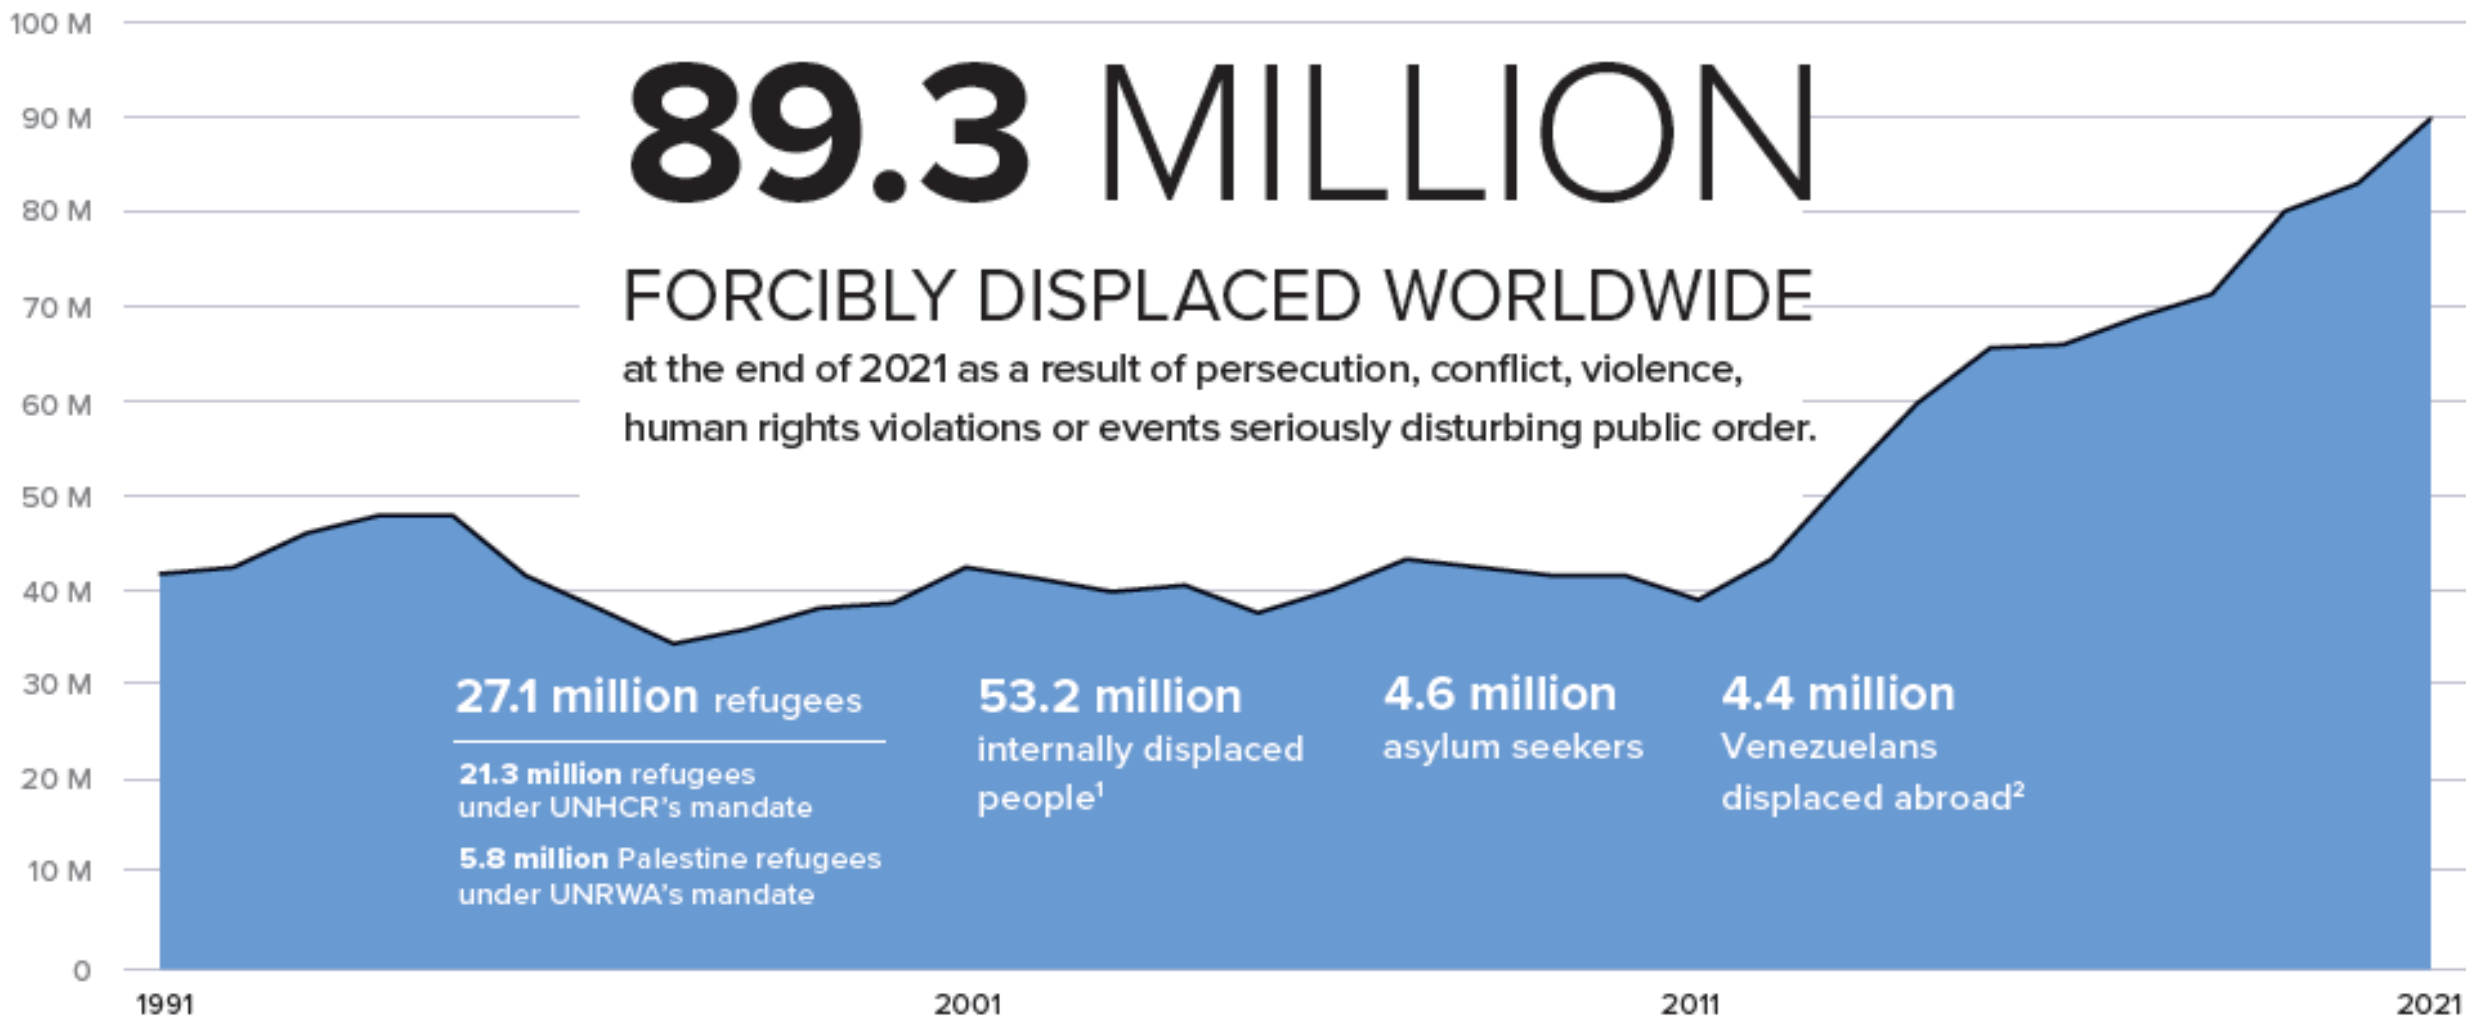 100 M
90 M
80 M
70 M
60 M
50 M
40 M
30 M
20 M
10 M
0
89.3 MILLION
FORCIBLY DISPLACED WORLDWIDE
at the end of 2021 as a result of persecution, conflict, violence,
human rights violations or events seriously disturbing public order.
27.1 million refugees
21.3 million refugees
under UNHCR's mandate
5.8 million Palestine refugees
under UNRWA's mandate
53.2 million
internally displaced
people¹
4.6 million
asylum seekers
4.4 million
Venezuelans
displaced abroad²
1991 2001 2011 2021